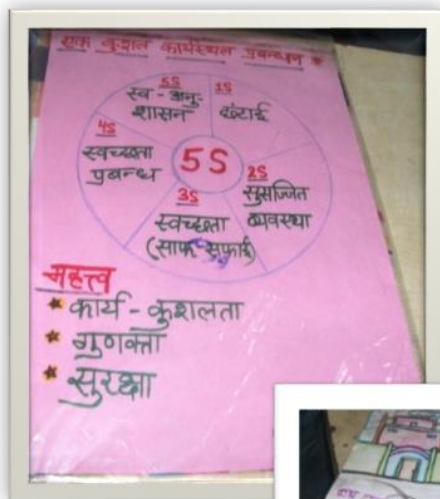 एक कुशल कार्यस्थल प्रबन्धन
5S
स्व-अनु-
शासन
1S
छंटाई
4S
स्वच्छता
प्रबन्ध
5S
2S
सुसज्जित
व्यवस्था
3S
स्वच्छता
(साफ-सफाई)
महत्त्व
कार्य-कुशलता
गुणवत्ता
सुरक्षा